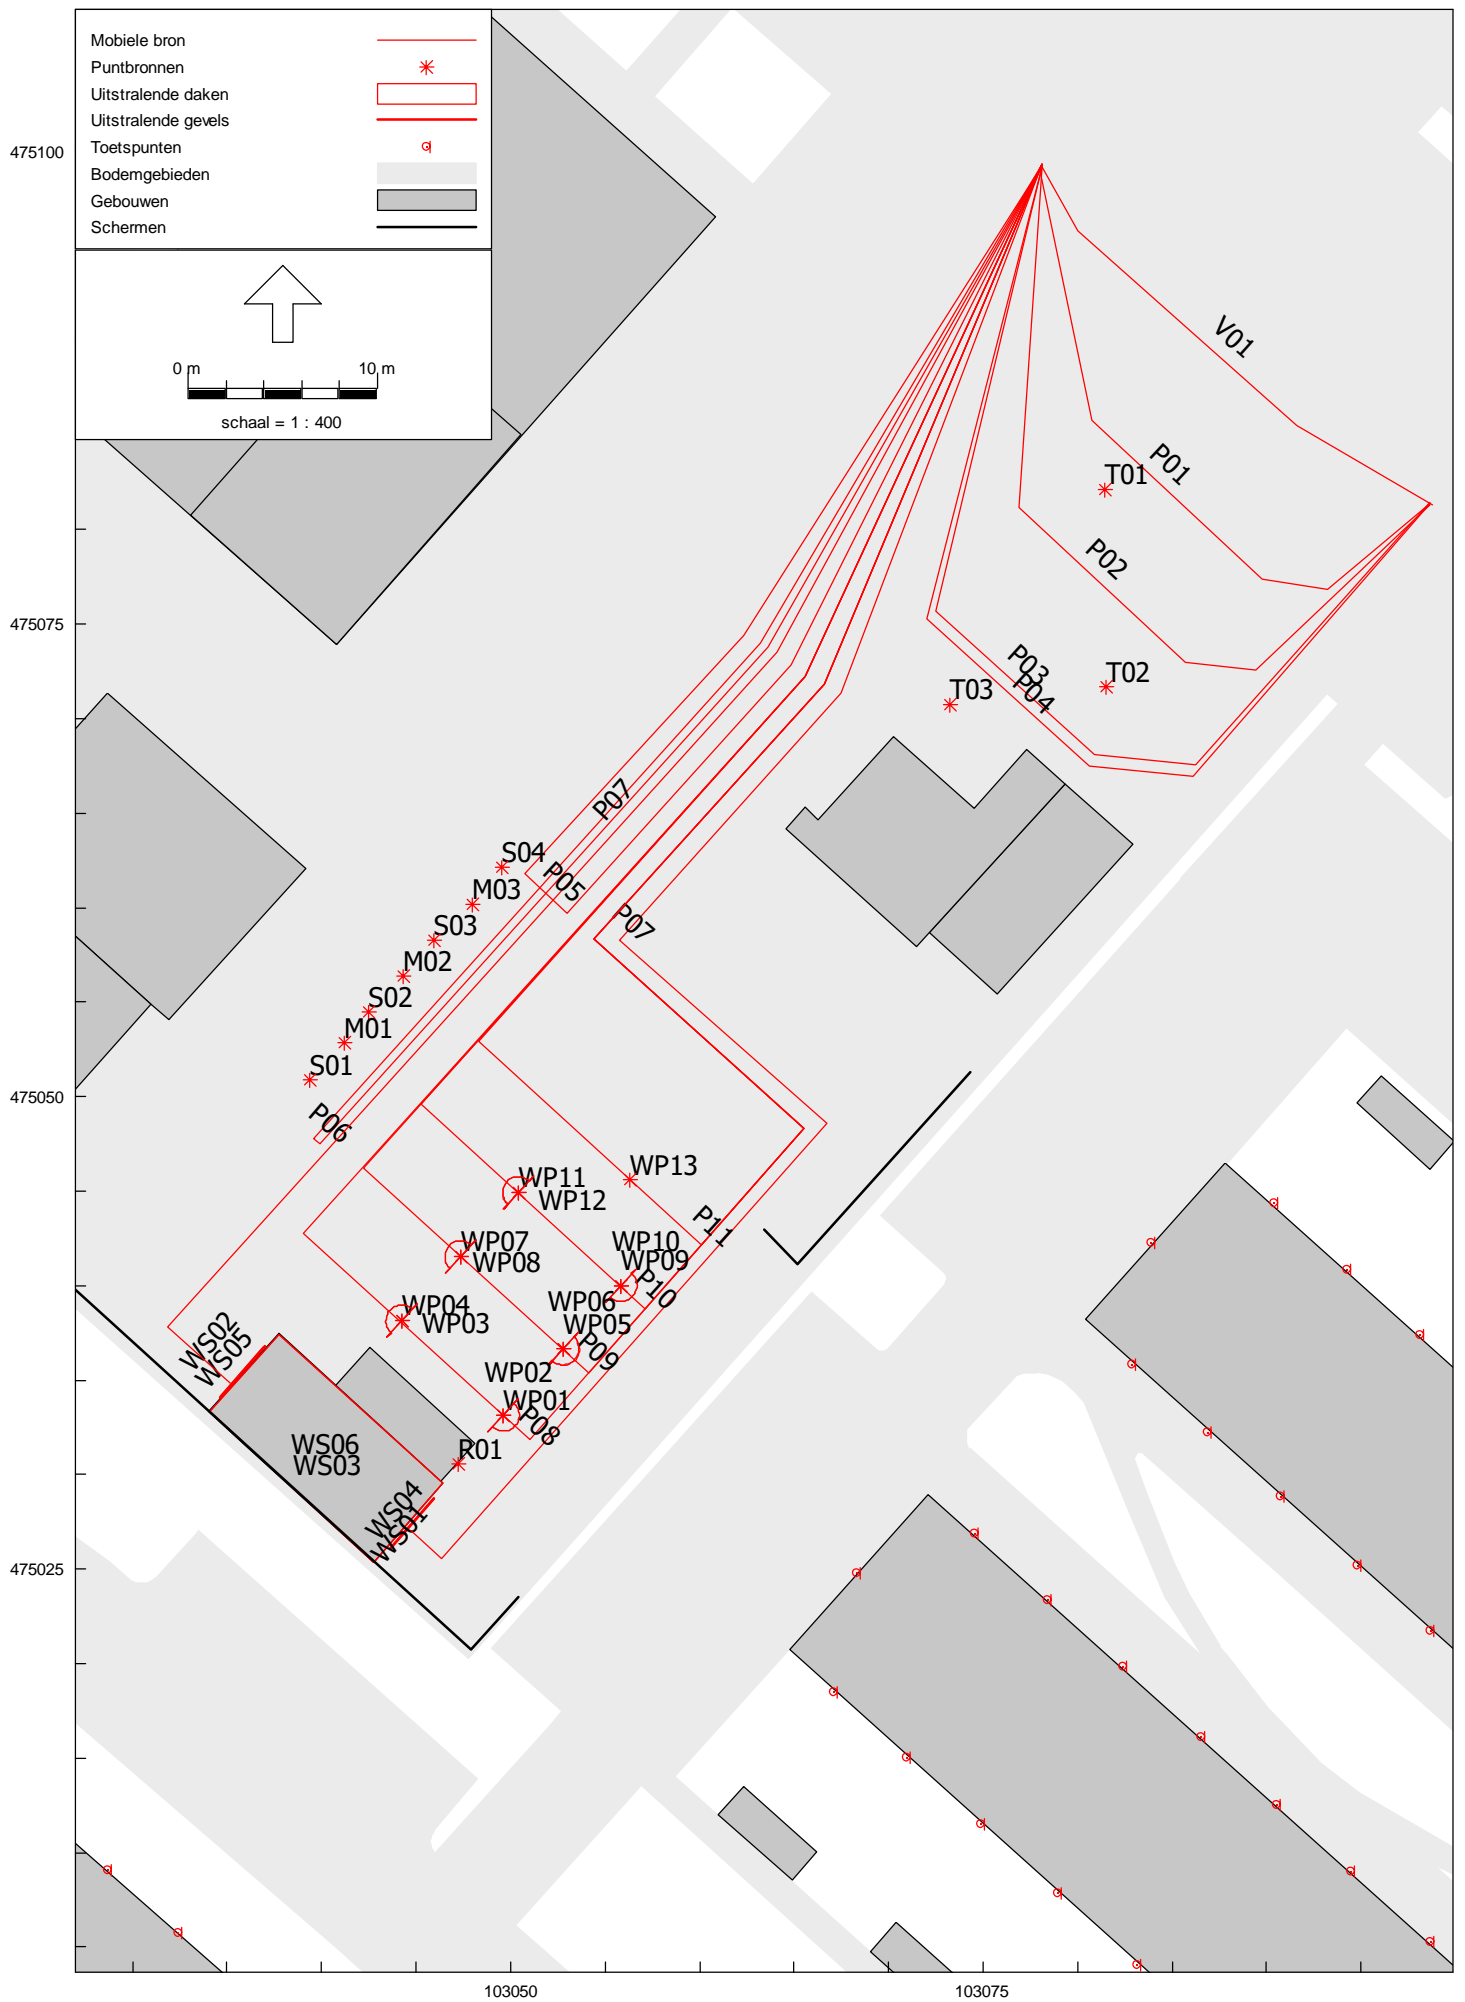 Mobiele bron
Puntbronnen
Uitstralende daken
Uitstralende gevels
Toetspunten
Bodemgebieden
Gebouwen
Schermen
0 m 10 m
schaal = 1 : 400
475100
475075
475050
475025
103050 103075
V01
P01
T01
P02
P03
P04
T02
T03
P07
S04
P05
M03
S03
P07
M02
S02
M01
S01
P06
WP13
WP11
WP12
P11
WP07
WP08
WP10
WP09
P10
WP04
WP03
WP06
WP05
P09
WS02
WS05
WP02
WP01
P08
R01
WS06
WS03
WS04
WS01